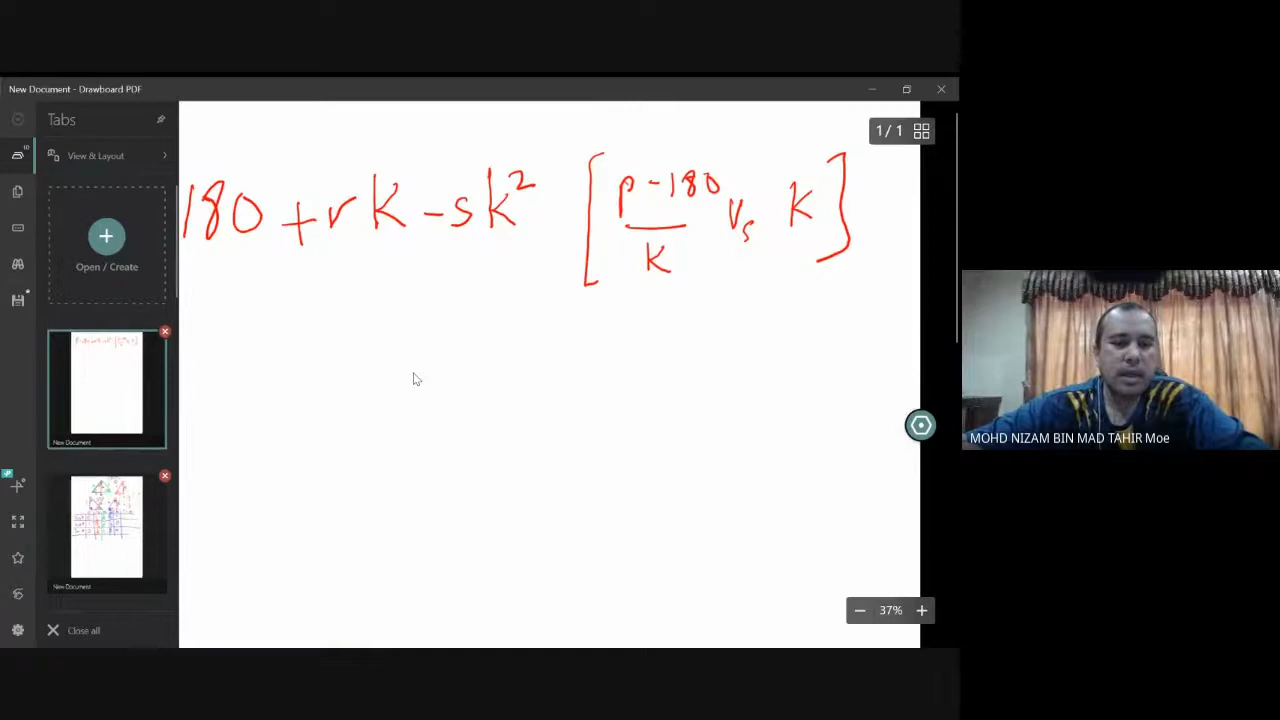 New Document - Drawboard PDF
Tabs
View & Layout
Open / Create
New Document
New Document
Close all
1 / 1
180 + rk - sk² [ p - 180 / k vs k ]
37%
MOHD NIZAM BIN MAD TAHIR Moe